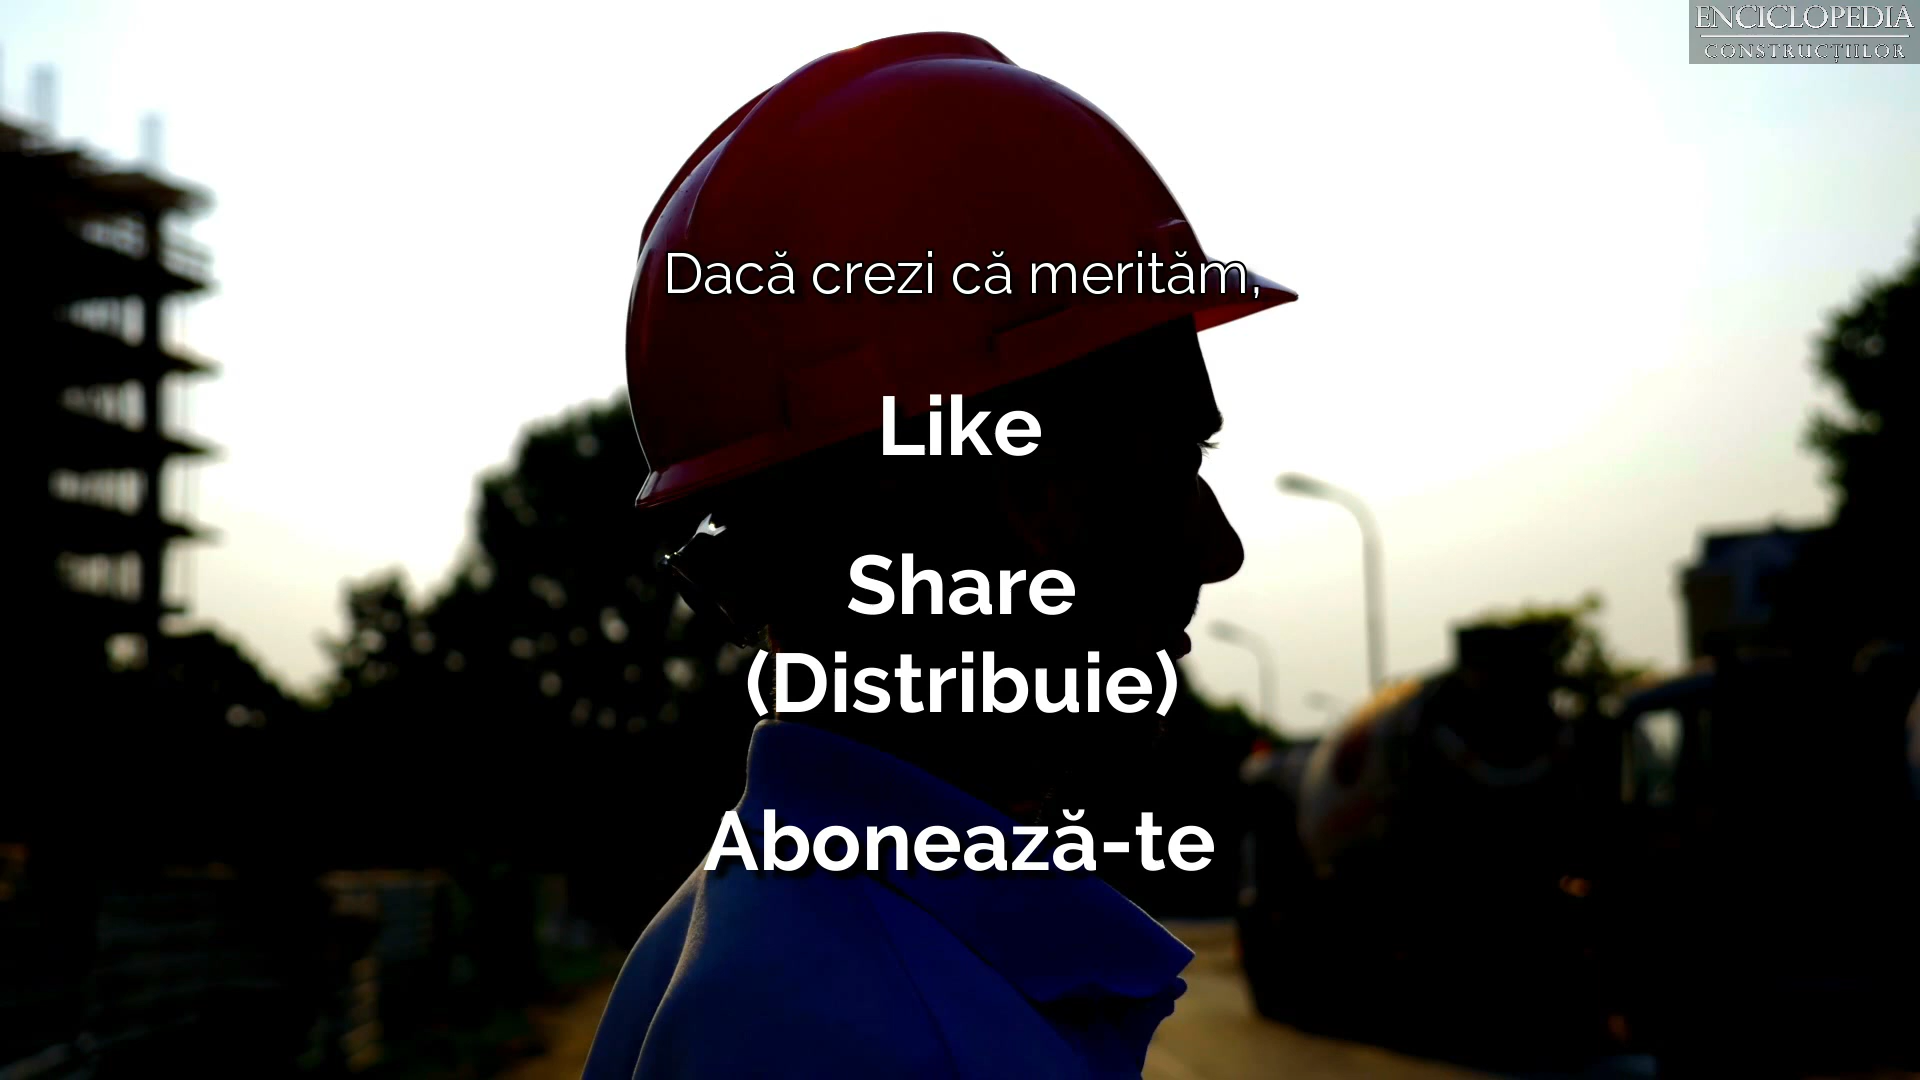 ENCICLOPEDIA
CONSTRUCȚIILOR
Dacă crezi că merităm,
Like
Share
(Distribuie)
Abonează-te